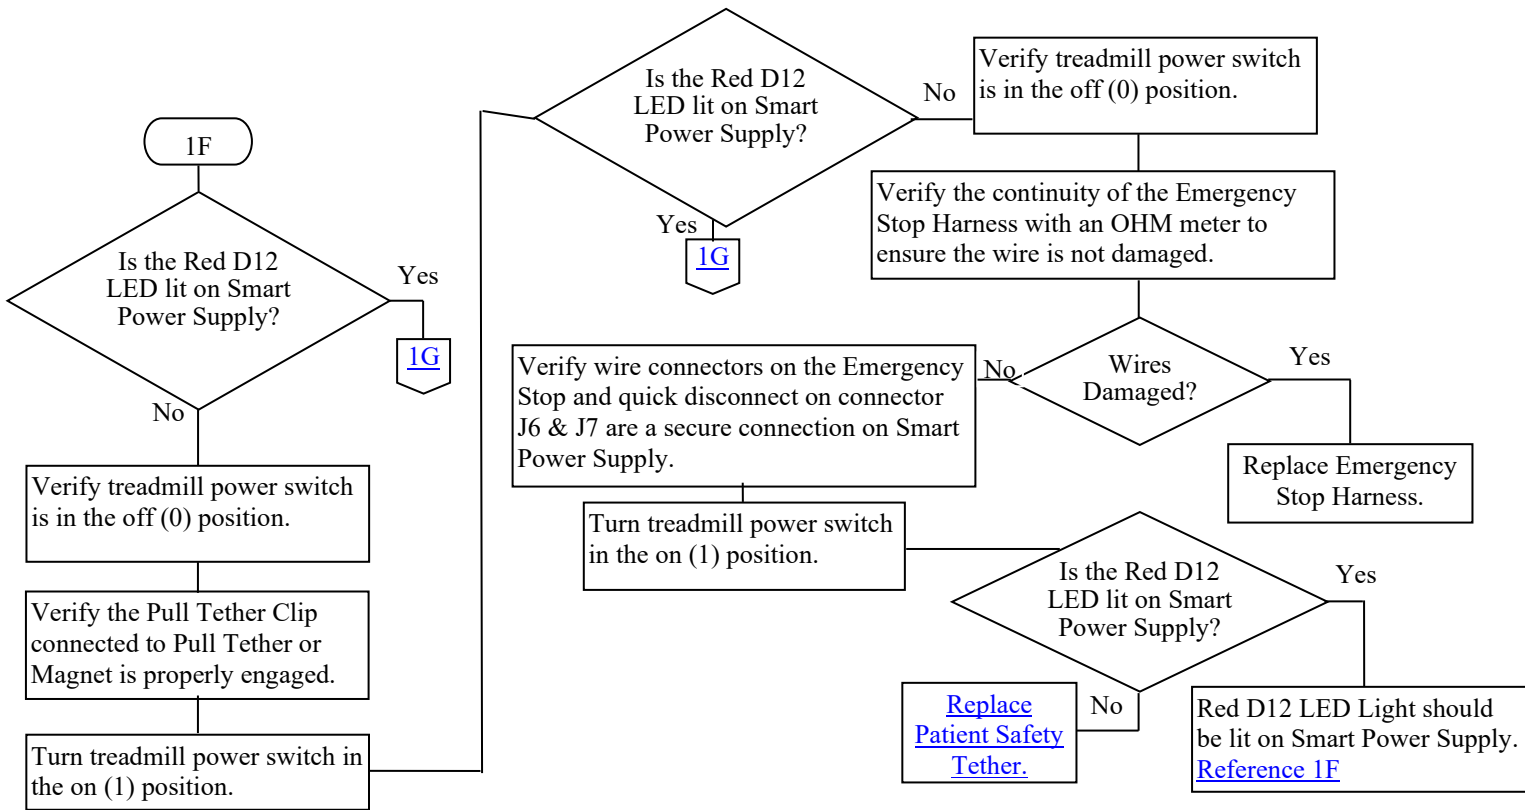 1F
Is the Red D12
LED lit on Smart
Power Supply?
Yes
1G
No
Verify treadmill power switch
is in the off (0) position.
Verify the Pull Tether Clip
connected to Pull Tether or
Magnet is properly engaged.
Turn treadmill power switch in
the on (1) position.
Is the Red D12
LED lit on Smart
Power Supply?
Yes
1G
No
Verify treadmill power switch
is in the off (0) position.
Verify the continuity of the Emergency
Stop Harness with an OHM meter to
ensure the wire is not damaged.
Wires
Damaged?
Yes
Replace Emergency
Stop Harness.
No
Verify wire connectors on the Emergency
Stop and quick disconnect on connector
J6 & J7 are a secure connection on Smart
Power Supply.
Turn treadmill power switch
in the on (1) position.
Is the Red D12
LED lit on Smart
Power Supply?
No
Replace
Patient Safety
Tether.
Yes
Red D12 LED Light should
be lit on Smart Power Supply.
Reference 1F